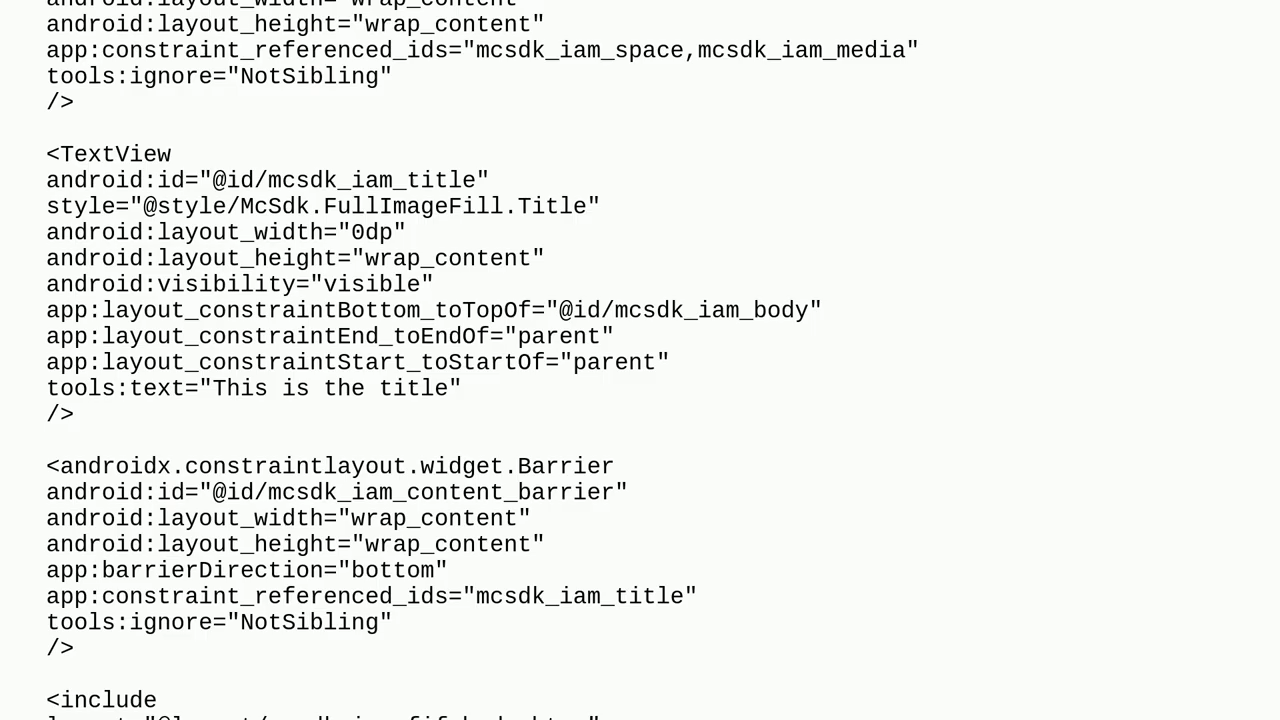 android:layout_width="wrap_content"
android:layout_height="wrap_content"
app:constraint_referenced_ids="mcsdk_iam_space,mcsdk_iam_media"
tools:ignore="NotSibling"
/>
<TextView
android:id="@id/mcsdk_iam_title"
style="@style/McSdk.FullImageFill.Title"
android:layout_width="0dp"
android:layout_height="wrap_content"
android:visibility="visible"
app:layout_constraintBottom_toTopOf="@id/mcsdk_iam_body"
app:layout_constraintEnd_toEndOf="parent"
app:layout_constraintStart_toStartOf="parent"
tools:text="This is the title"
/>
<androidx.constraintlayout.widget.Barrier
android:id="@id/mcsdk_iam_content_barrier"
android:layout_width="wrap_content"
android:layout_height="wrap_content"
app:barrierDirection="bottom"
app:constraint_referenced_ids="mcsdk_iam_title"
tools:ignore="NotSibling"
/>
<include